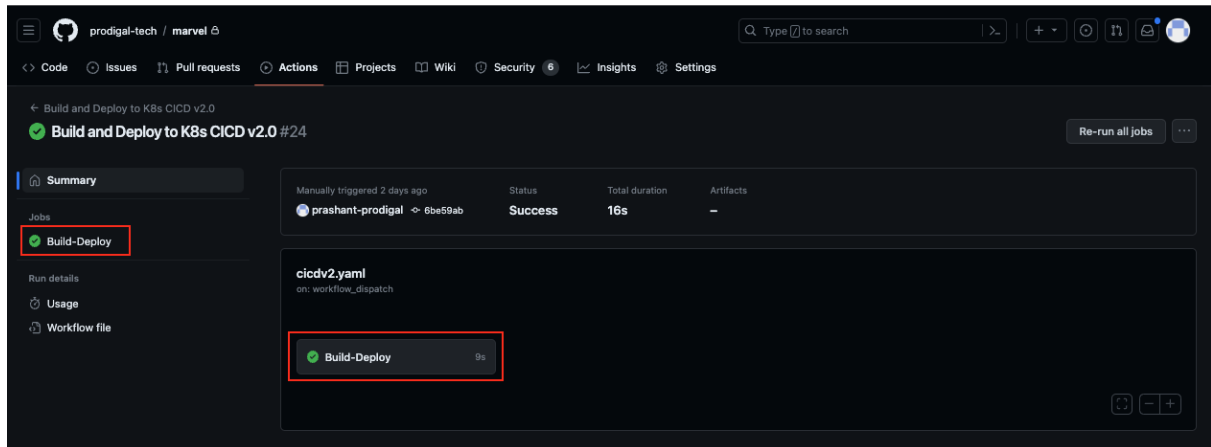 prodigal-tech / marvel
Type / to search
Code Issues Pull requests Actions Projects Wiki Security 6 Insights Settings
← Build and Deploy to K8s CICD v2.0
Build and Deploy to K8s CICD v2.0 #24
Re-run all jobs ...
Summary
Jobs
Build-Deploy
Run details
Usage
Workflow file
Manually triggered 2 days ago Status Total duration Artifacts
prashant-prodigal 6be59ab Success 16s –
cicdv2.yaml
on: workflow_dispatch
Build-Deploy 9s